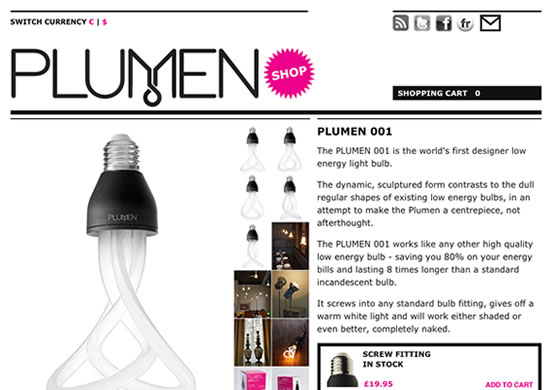 SWITCH CURRENCY € | $
PLUMEN
SHOP
SHOPPING CART 0
PLUMEN
PLUMEN 001
The PLUMEN 001 is the world's first designer low
energy light bulb.
The dynamic, sculptured form contrasts to the dull
regular shapes of existing low energy bulbs, in an
attempt to make the Plumen a centrepiece, not
afterthought.
The PLUMEN 001 works like any other high quality
low energy bulb - saving you 80% on your energy
bills and lasting 8 times longer than a standard
incandescent bulb.
It screws into any standard bulb fitting, gives off a
warm white light and will work either shaded or
even better, completely naked.
SCREW FITTING
IN STOCK
£19.95
ADD TO CART